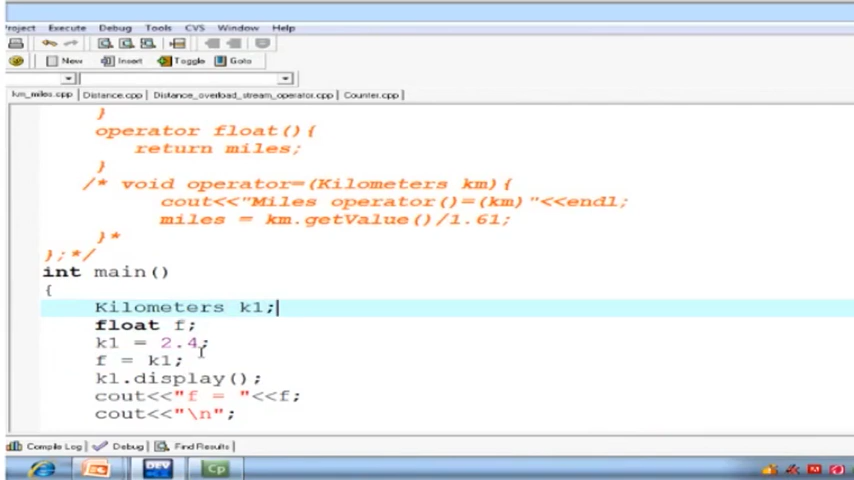 Project Execute Debug Tools CVS Window Help
New Insert Toggle Goto
km_miles.cpp Distance.cpp Distance_overload_stream_operator.cpp Counter.cpp
}
operator float(){
return miles;
}
/* void operator=(Kilometers km){
cout<<"Miles operator()=(km)"<<endl;
miles = km.getValue()/1.61;
}*
};*/
int main()
{
Kilometers k1;
float f;
k1 = 2.4;
f = k1;
k1.display();
cout<<"f = "<<f;
cout<<"\n";
Compile Log Debug Find Results
DEV Cp